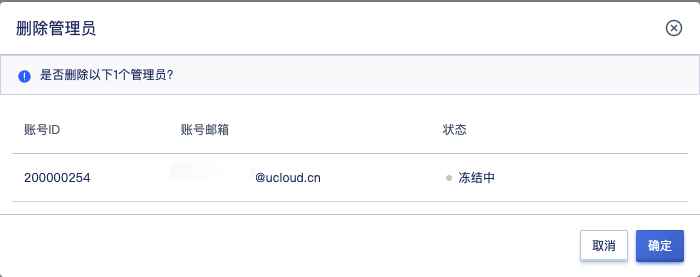 删除管理员
是否删除以下1个管理员?
账号ID 账号邮箱 状态
200000254 @ucloud.cn 冻结中
取消 确定